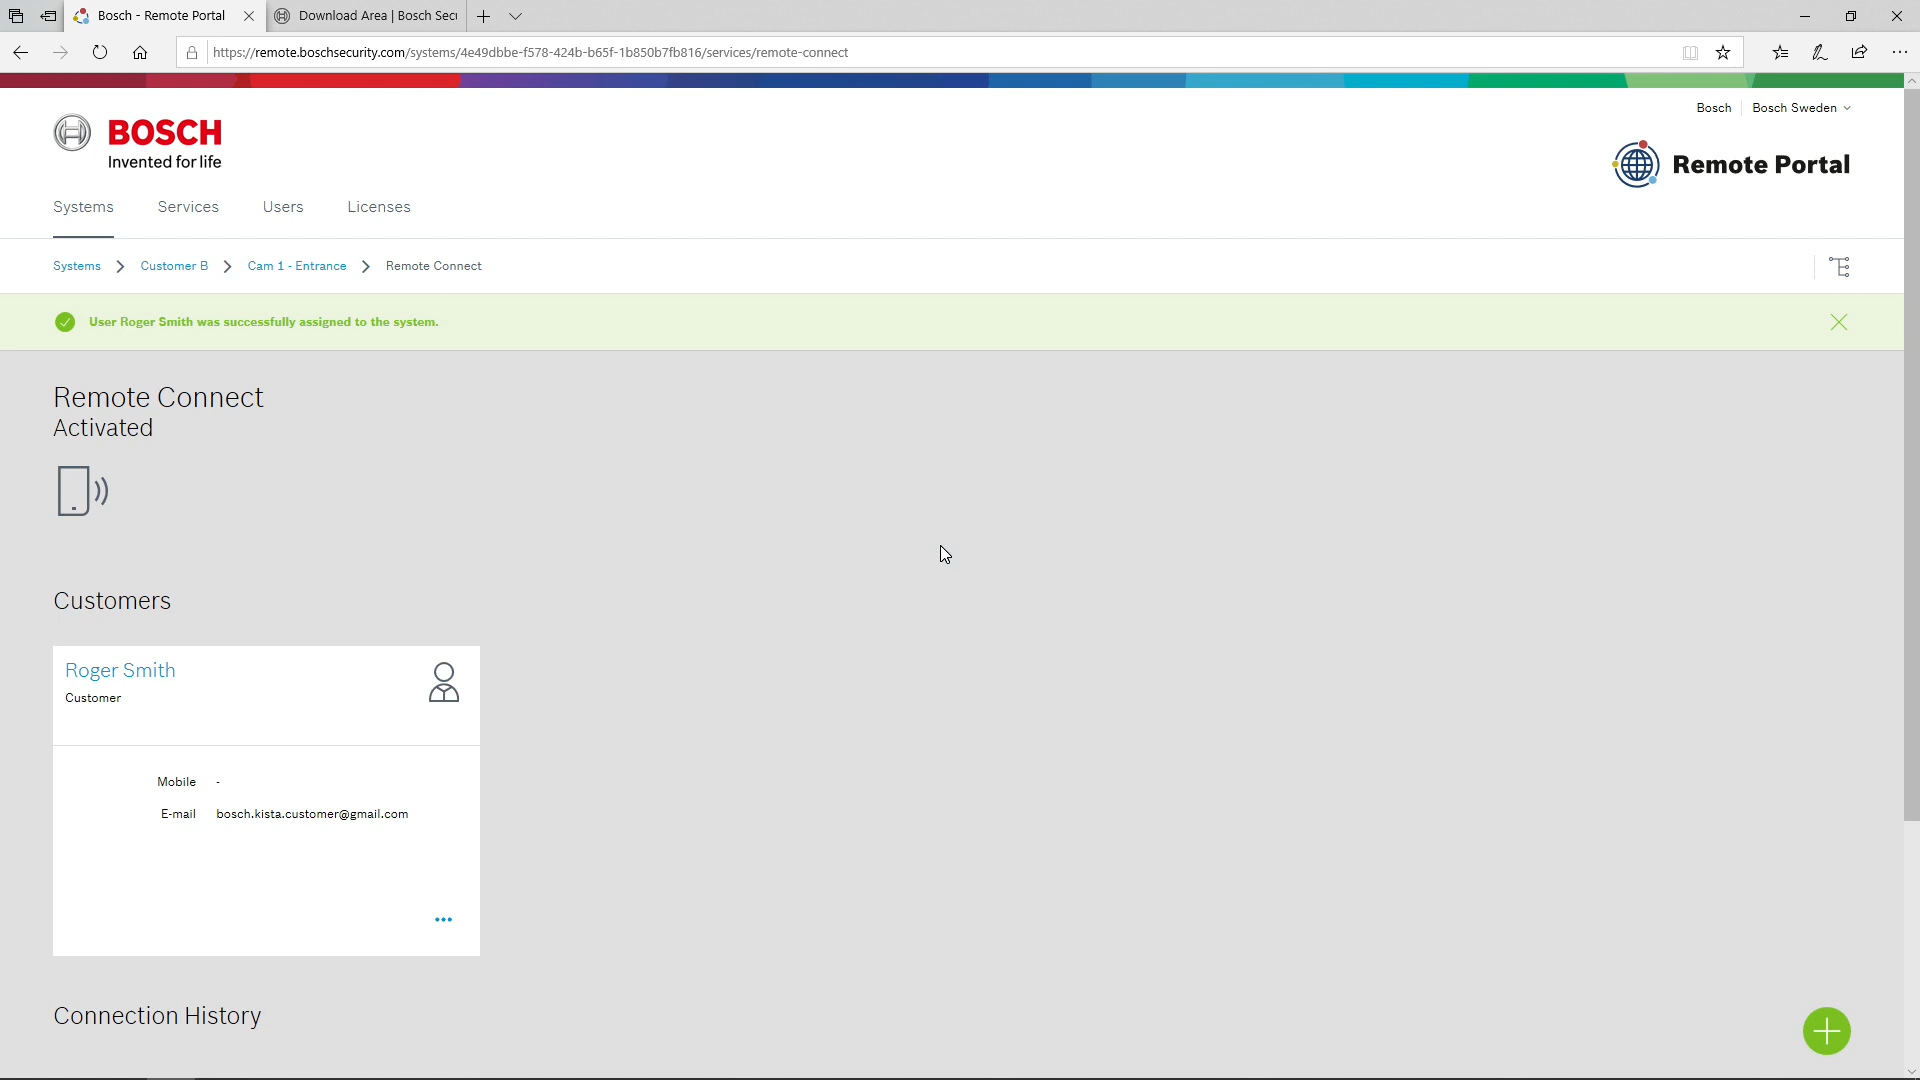 Bosch - Remote Portal
Download Area | Bosch Secu
https://remote.boschsecurity.com/systems/4e49dbbe-f578-424b-b65f-1b850b7fb816/services/remote-connect
Bosch
Bosch Sweden
BOSCH
Invented for life
Remote Portal
Systems
Services
Users
Licenses
Systems
Customer B
Cam 1 - Entrance
Remote Connect
User Roger Smith was successfully assigned to the system.
Remote Connect
Activated
Customers
Roger Smith
Customer
Mobile -
E-mail bosch.kista.customer@gmail.com
Connection History